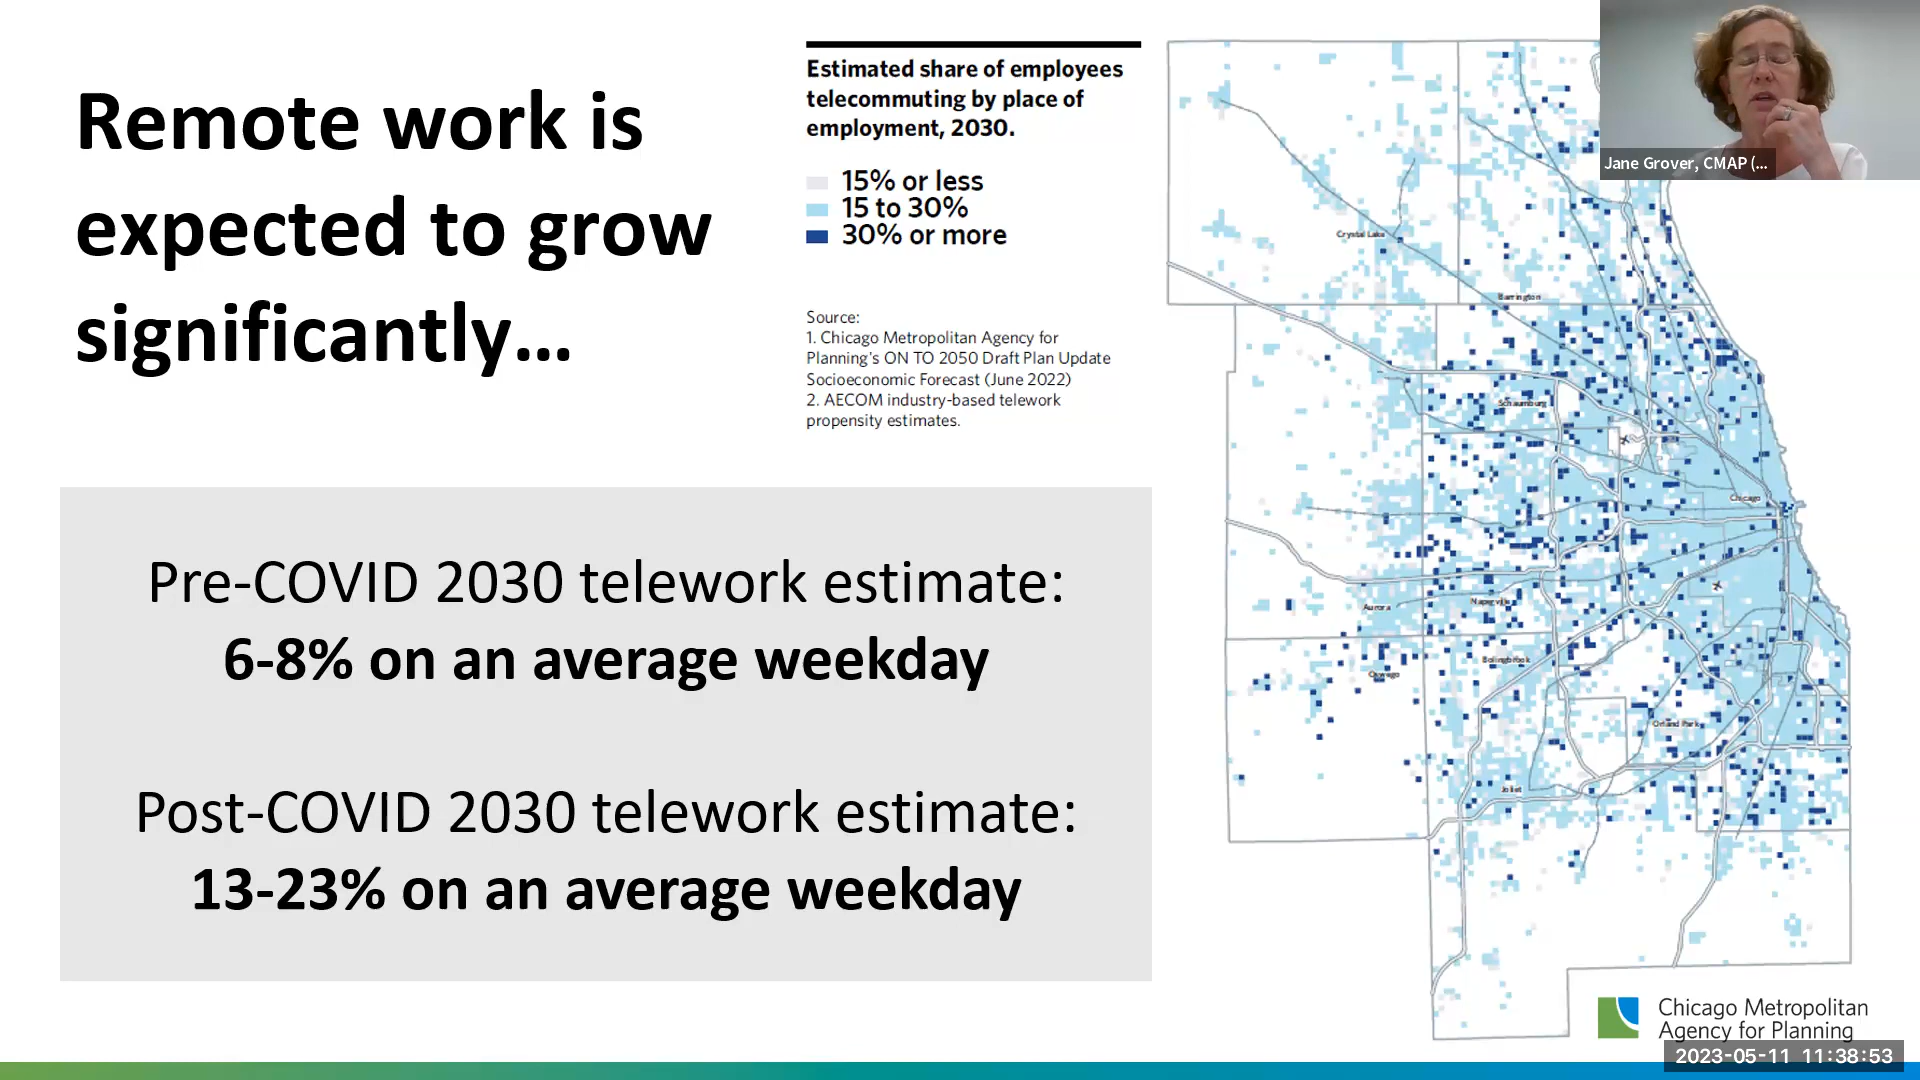 Remote work is
expected to grow
significantly...
Estimated share of employees
telecommuting by place of
employment, 2030.
15% or less
15 to 30%
30% or more
Source:
1. Chicago Metropolitan Agency for
Planning's ON TO 2050 Draft Plan Update
Socioeconomic Forecast (June 2022)
2. AECOM industry-based telework
propensity estimates.
Pre-COVID 2030 telework estimate:
6-8% on an average weekday
Post-COVID 2030 telework estimate:
13-23% on an average weekday
Jane Grover, CMAP (...
Crystal Lake
Barrington
Schaumburg
Chicago
Aurora
Naperville
Bolingbrook
Oswego
Orland Park
Joliet
Chicago Metropolitan
Agency for Planning
2023-05-11 11:38:53